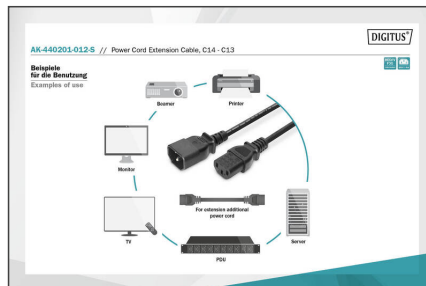 DIGITUS®
AK-440201-012-S // Power Cord Extension Cable, C14 - C13
Beispiele
für die Benutzung
Examples of use
Beamer
Printer
Monitor
For extension additional
power cord
TV
Server
PDU